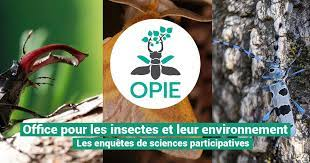 OPIE
Office pour les insectes et leur environnement
Les enquêtes de sciences participatives